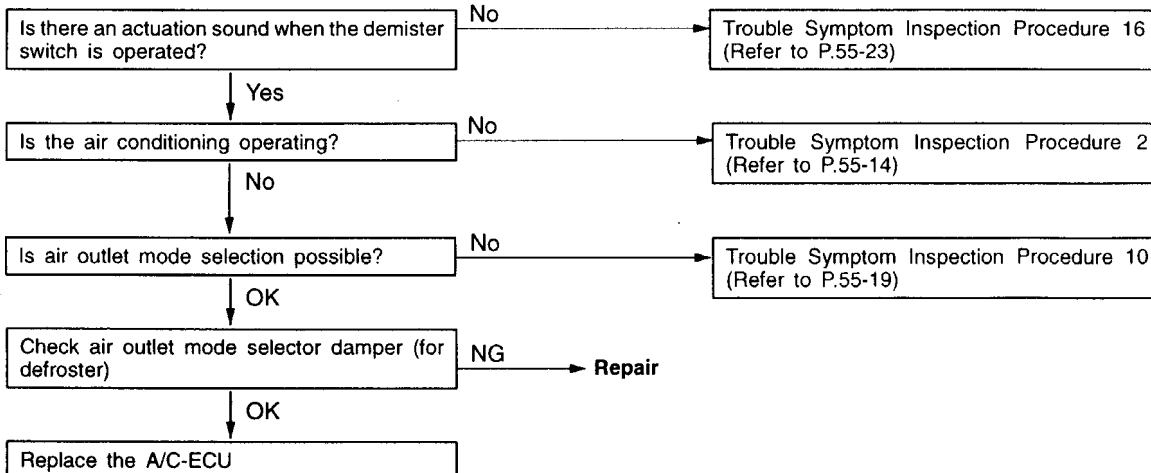 Is there an actuation sound when the demister
switch is operated?
No
Trouble Symptom Inspection Procedure 16
(Refer to P.55-23)
Yes
Is the air conditioning operating?
No
Trouble Symptom Inspection Procedure 2
(Refer to P.55-14)
No
Is air outlet mode selection possible?
No
Trouble Symptom Inspection Procedure 10
(Refer to P.55-19)
OK
Check air outlet mode selector damper (for
defroster)
NG
Repair
OK
Replace the A/C-ECU